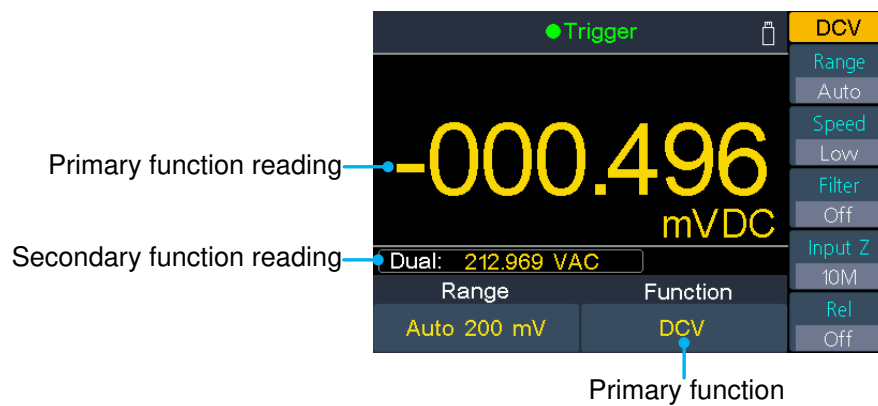 Trigger
DCV
Range
Auto
Speed
Low
Filter
Off
Input Z
10M
Rel
Off
Primary function reading
-000.496
mVDC
Secondary function reading
Dual: 212.969 VAC
Range Function
Auto 200 mV DCV
Primary function